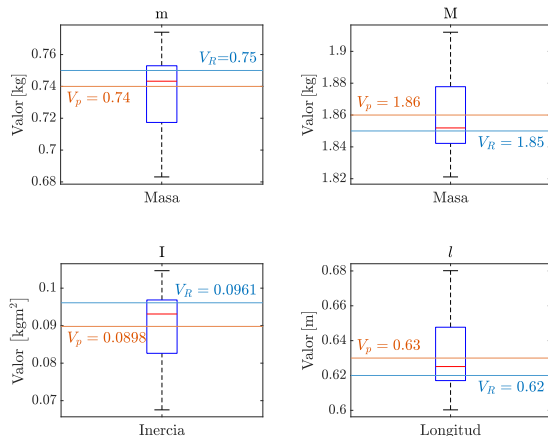 m
Valor [kg]
0.76
0.74
0.72
0.7
0.68
V_R=0.75
V_p = 0.74
Masa
M
Valor [kg]
1.9
1.88
1.86
1.84
1.82
V_p = 1.86
V_R = 1.85
Masa
I
Valor [kgm²]
0.1
0.09
0.08
0.07
V_R = 0.0961
V_p = 0.0898
Inercia
l
Valor [m]
0.68
0.66
0.64
0.62
0.6
V_p = 0.63
V_R = 0.62
Longitud